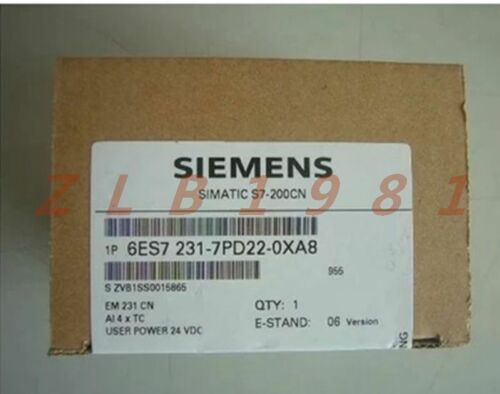 SIEMENS
SIMATIC S7-200CN
ZLB1981
1P 6ES7 231-7PD22-0XA8
955
S ZVB1SS0015865
EM 231 CN
QTY: 1
AI 4 x TC
E-STAND: 06 Version
USER POWER 24 VDC
NG